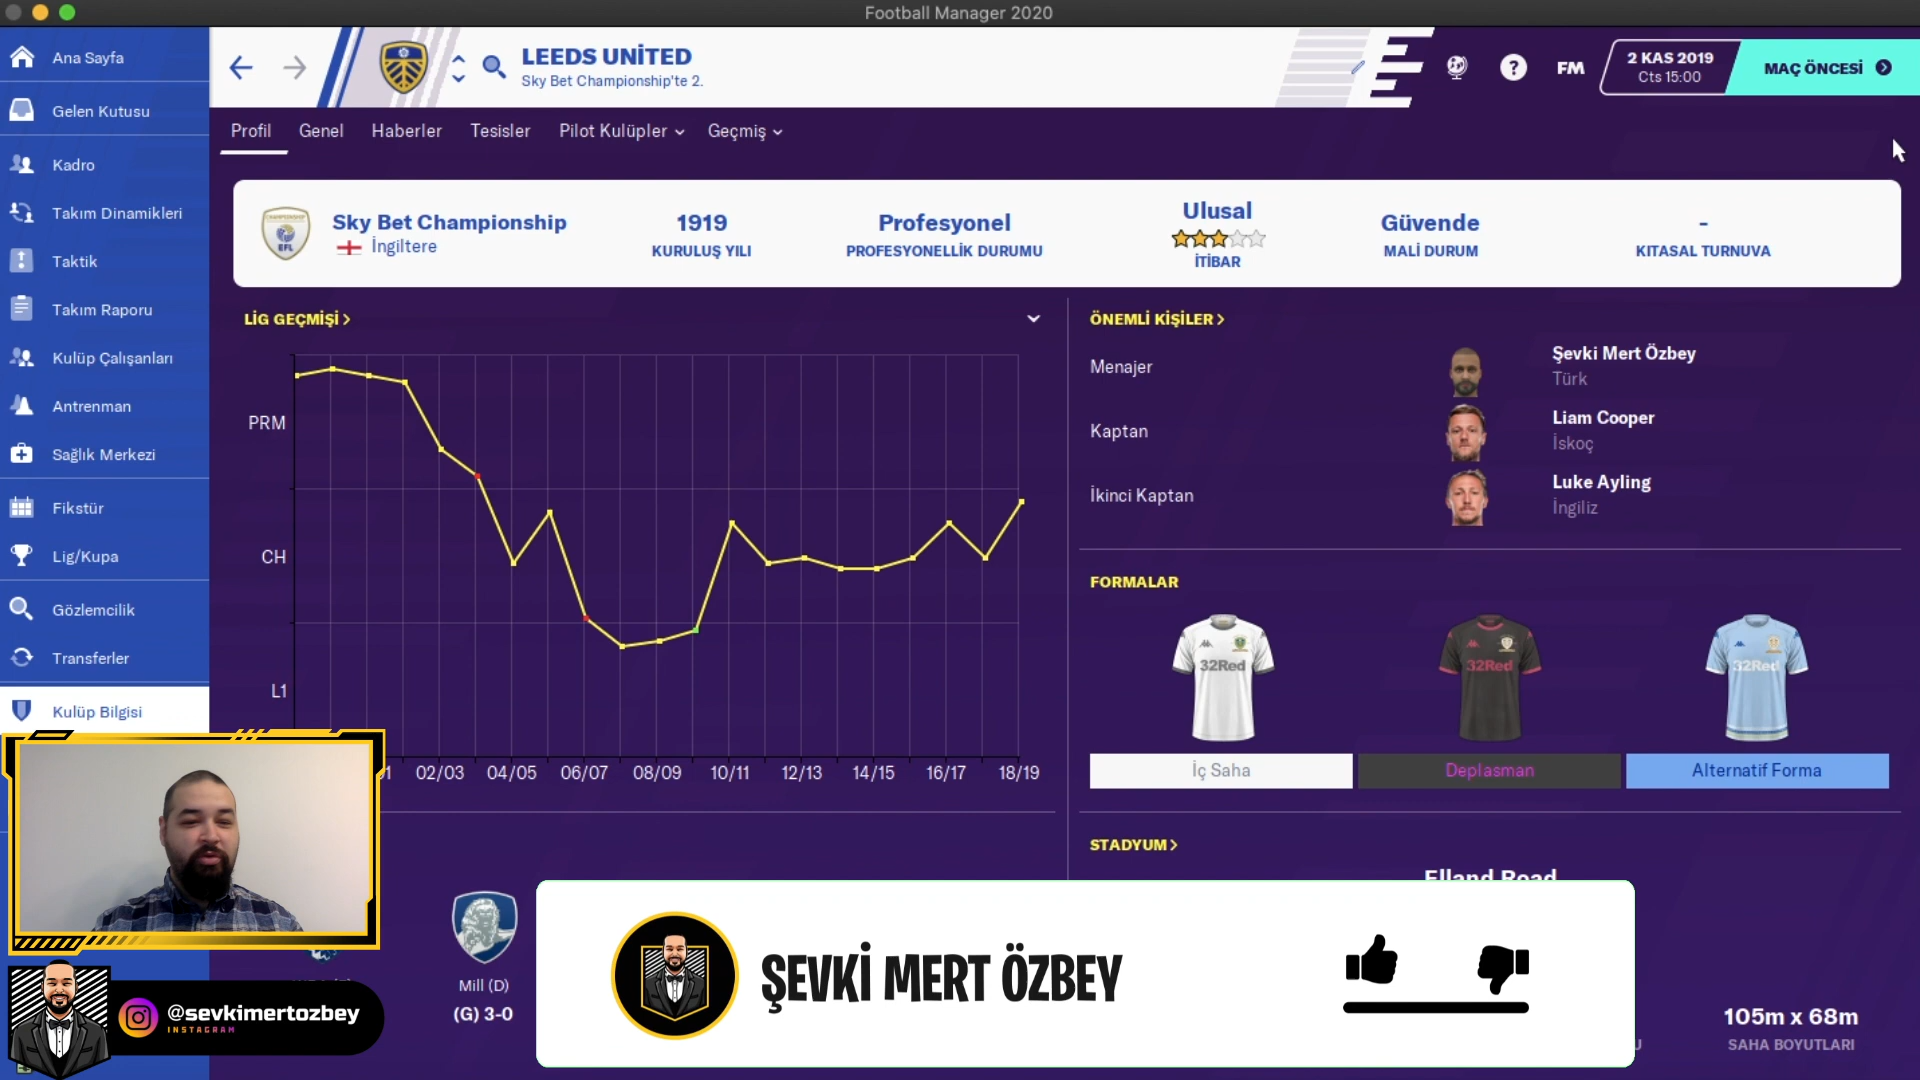 Football Manager 2020
Ana Sayfa
Gelen Kutusu
Kadro
Takım Dinamikleri
Taktik
Takım Raporu
Kulüp Çalışanları
Antrenman
Sağlık Merkezi
Fikstür
Lig/Kupa
Gözlemcilik
Transferler
Kulüp Bilgisi
LEEDS UNİTED
Sky Bet Championship'te 2.
FM
2 KAS 2019
Cts 15:00
MAÇ ÖNCESİ
Profil Genel Haberler Tesisler Pilot Kulüpler Geçmiş
Sky Bet Championship
İngiltere
1919
KURULUŞ YILI
Profesyonel
PROFESYONELLİK DURUMU
Ulusal
İTİBAR
Güvende
MALİ DURUM
-
KITASAL TURNUVA
LİG GEÇMİŞİ
PRM
CH
L1
02/03 04/05 06/07 08/09 10/11 12/13 14/15 16/17 18/19
ÖNEMLİ KİŞİLER
Menajer
Şevki Mert Özbey
Türk
Kaptan
Liam Cooper
İskoç
İkinci Kaptan
Luke Ayling
İngiliz
FORMALAR
32Red
32Red
32Red
İç Saha
Deplasman
Alternatif Forma
STADYUM
Elland Road
105m x 68m
SAHA BOYUTLARI
Mill (D)
(G) 3-0
ŞEVKİ MERT ÖZBEY
@sevkimertozbey
INSTAGRAM